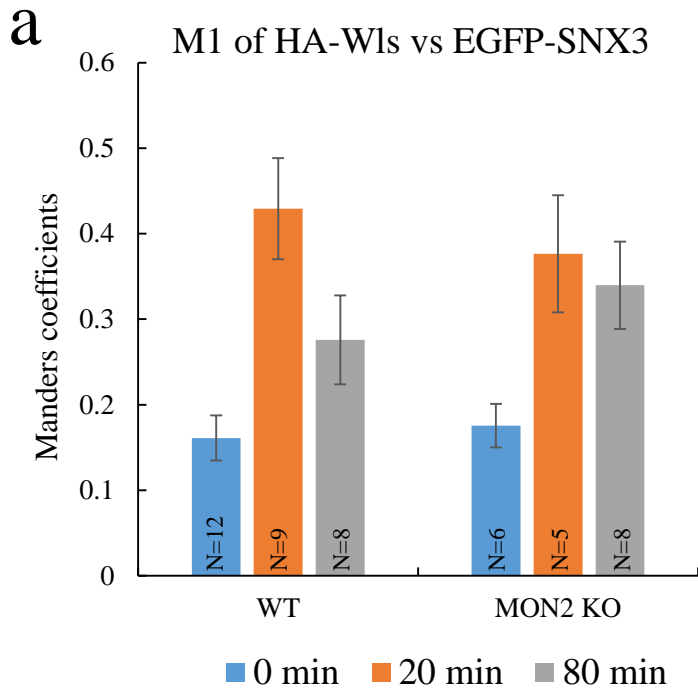 a
M1 of HA-Wls vs EGFP-SNX3
0.6
0.5
0.4
0.3
0.2
0.1
0
Manders coefficients
N=12
N=9
N=8
N=6
N=5
N=8
WT
MON2 KO
0 min
20 min
80 min